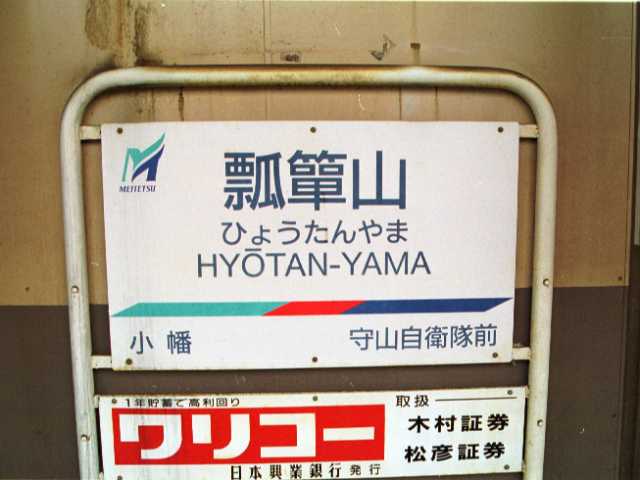 MEITETSU
瓢箪山
ひょうたんやま
HYŌTAN-YAMA
小幡
守山自衛隊前
1年貯蓄で高利回り
ワリコー
日本興業銀行 発行
取扱
木村証券
松彦証券